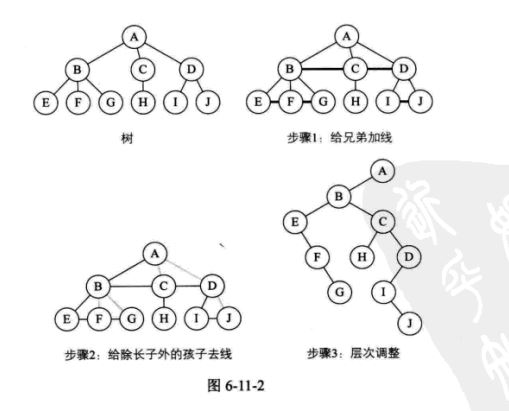 A
B C D
E F G H I J
树
A
B C D
E F G H I J
步骤1：给兄弟加线
A
B C D
E F G H I J
步骤2：给除长子外的孩子去线
A
B
E C
F H D
G I
J
步骤3：层次调整
图 6-11-2